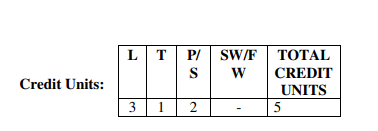 L T P/ SW/F TOTAL
S W CREDIT
Credit Units: UNITS
3 1 2 - 5